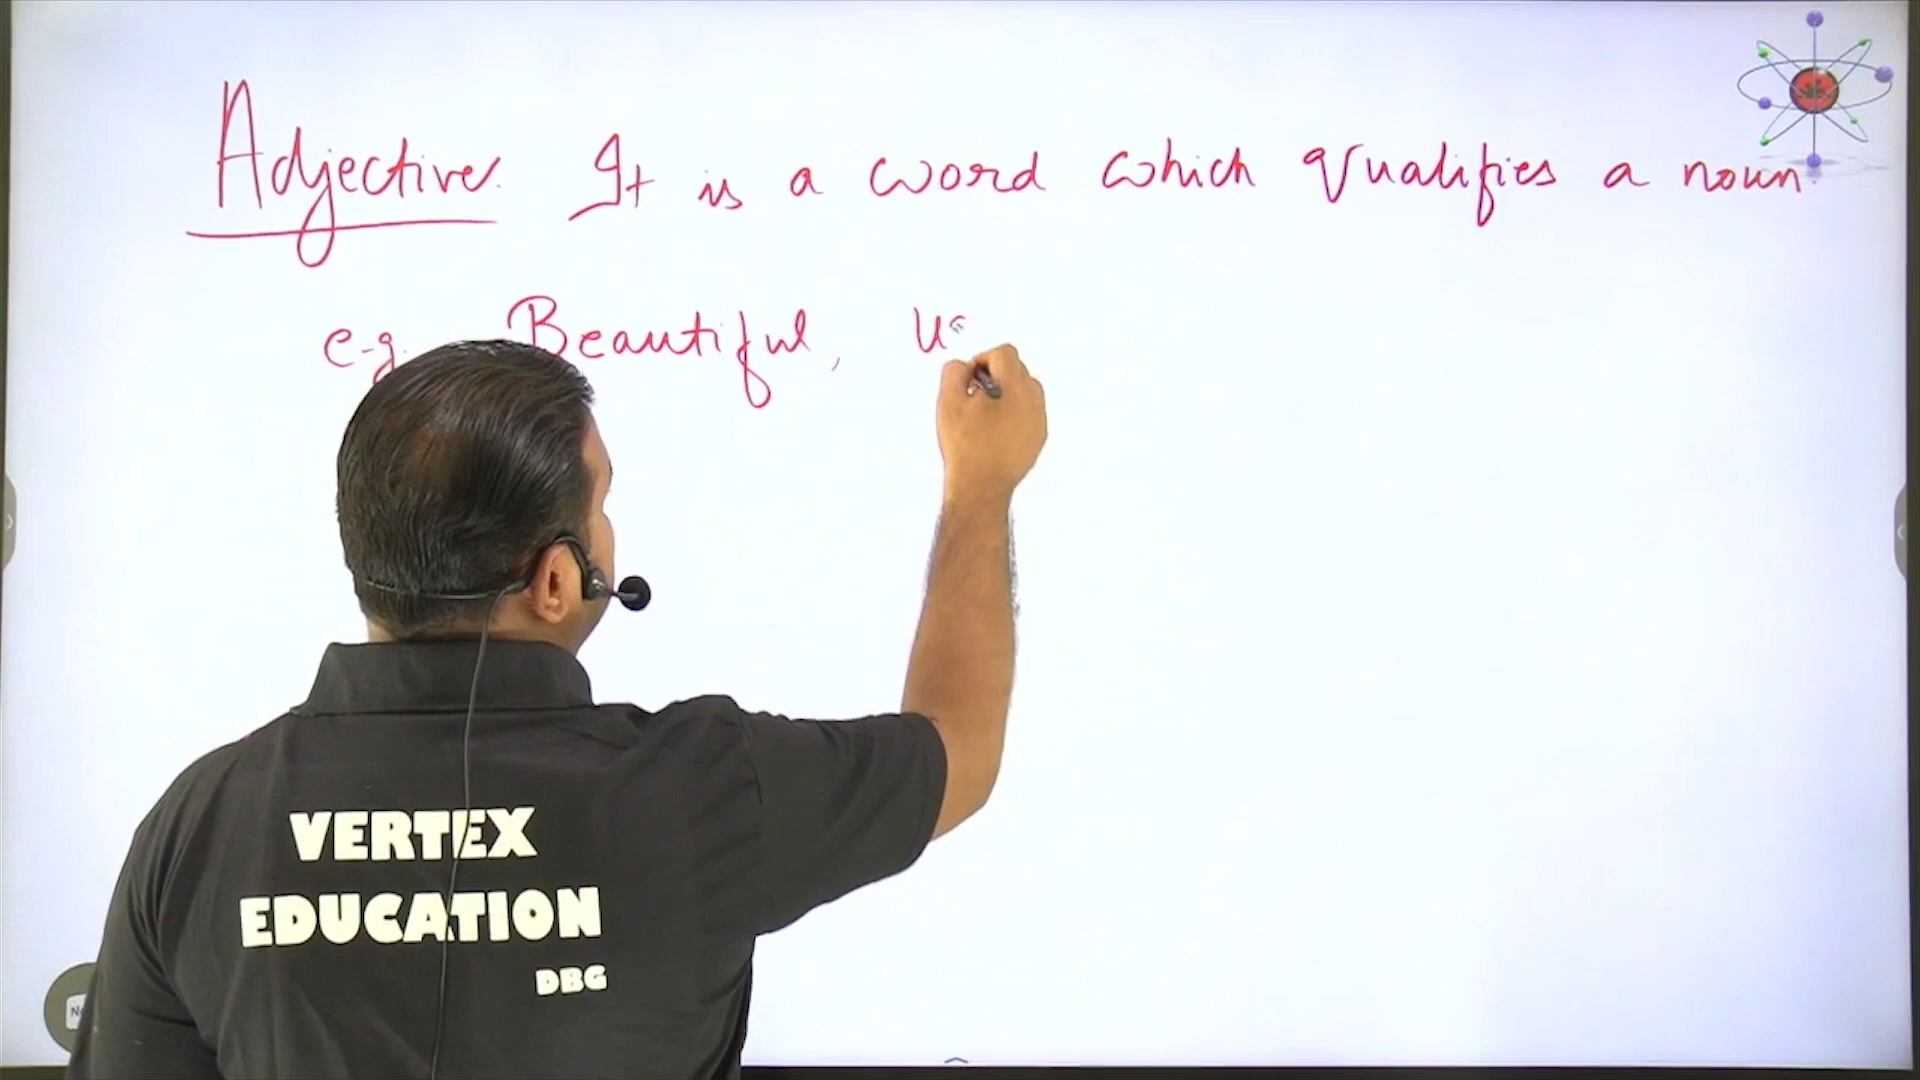 Adjective. It is a word which qualifies a noun.
e.g. Beautiful,
VERTEX
EDUCATION
DBG